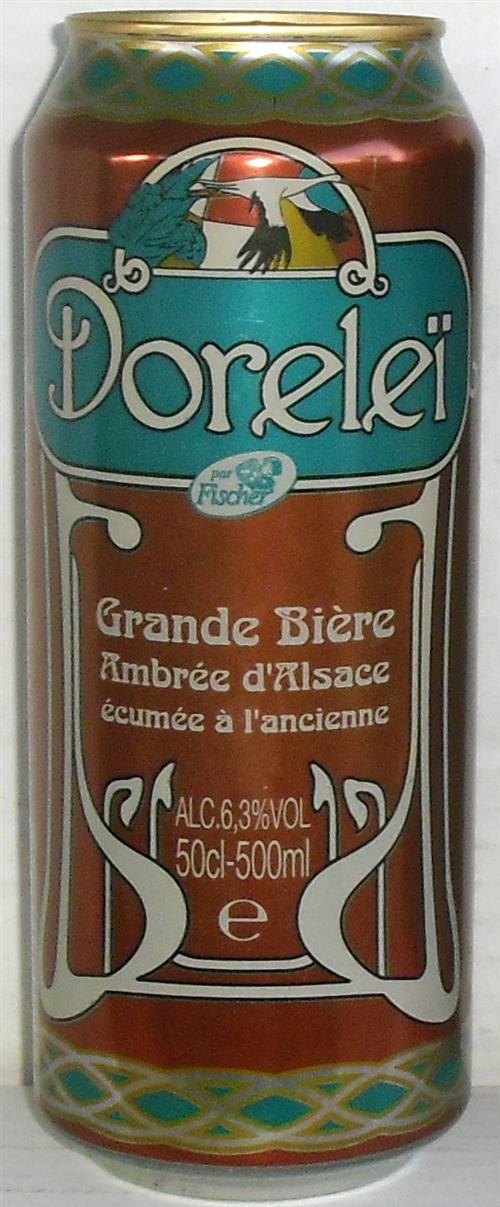 Doreleï
par
Fischer
Grande Bière
Ambrée d'Alsace
écumée à l'ancienne
ALC.6,3%VOL
50cl-500ml
e